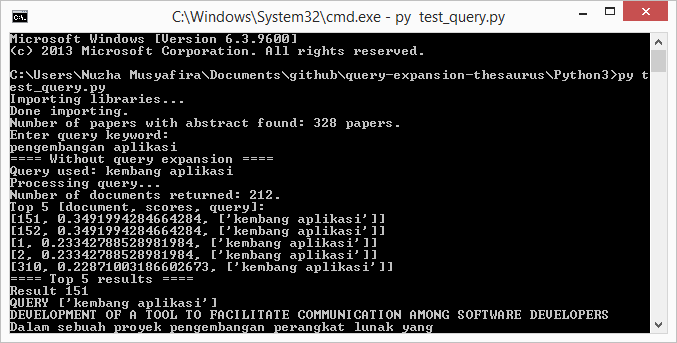 C:\Windows\System32\cmd.exe - py  test_query.py
Microsoft Windows [Version 6.3.9600]
(c) 2013 Microsoft Corporation. All rights reserved.
C:\Users\Nuzha Musyafira\Documents\github\query-expansion-thesaurus\Python3>py t
est_query.py
Importing libraries...
Done importing.
Number of papers with abstract found: 328 papers.
Enter query keyword:
pengembangan aplikasi
==== Without query expansion ====
Query used: kembang aplikasi
Processing query...
Number of documents returned: 212.
Top 5 [document, scores, query]:
[151, 0.3491994284664284, ['kembang aplikasi']]
[152, 0.3491994284664284, ['kembang aplikasi']]
[1, 0.23342788528981984, ['kembang aplikasi']]
[2, 0.23342788528981984, ['kembang aplikasi']]
[310, 0.22871003186602673, ['kembang aplikasi']]
==== Top 5 results ====
Result 151
QUERY ['kembang aplikasi']
DEVELOPMENT OF A TOOL TO FACILITATE COMMUNICATION AMONG SOFTWARE DEVELOPERS
Dalam sebuah proyek pengembangan perangkat lunak yang